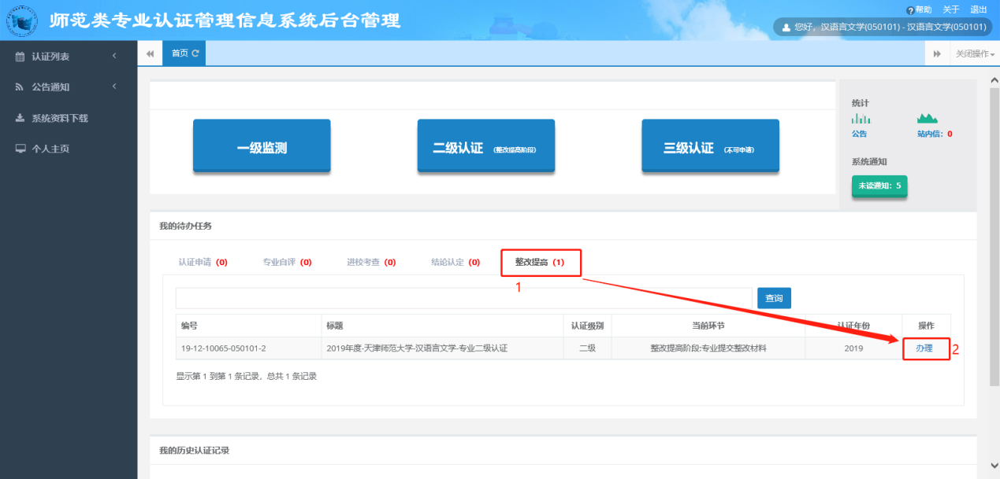 师范类专业认证管理信息系统后台管理
帮助 关于 退出
您好，汉语言文学(050101) - 汉语言文学(050101)
认证列表
公告通知
系统资料下载
个人主页
首页
关闭操作
一级监测
二级认证 (整改提高阶段)
三级认证 (不可申请)
统计
公告
站内信：0
系统通知
未读通知：5
我的待办任务
认证申请 (0) 专业自评 (0) 进校考查 (0) 结论认定 (0) 整改提高 (1)
1
查询
编号 标题 认证级别 当前环节 认证年份 操作
19-12-10065-050101-2 2019年度-天津师范大学-汉语言文学-专业二级认证 二级 整改提高阶段:专业提交整改材料 2019 办理
2
显示第 1 到第 1 条记录，总共 1 条记录
我的历史认证记录